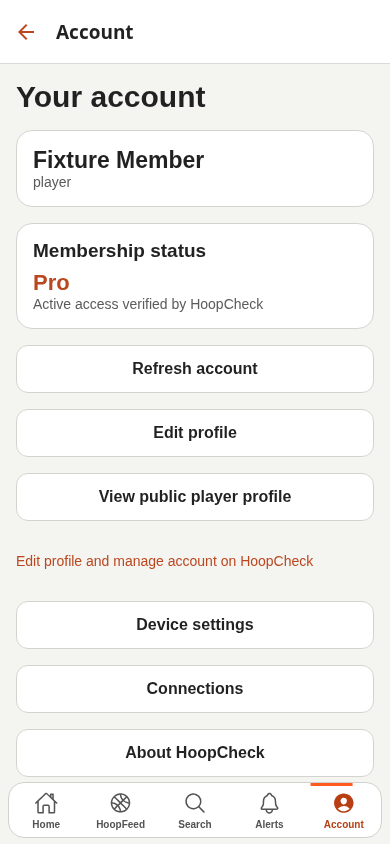 Account
Your account
Fixture Member
player
Membership status
Pro
Active access verified by HoopCheck
Refresh account
Edit profile
View public player profile
Edit profile and manage account on HoopCheck
Device settings
Connections
About HoopCheck
Home HoopFeed Search Alerts Account